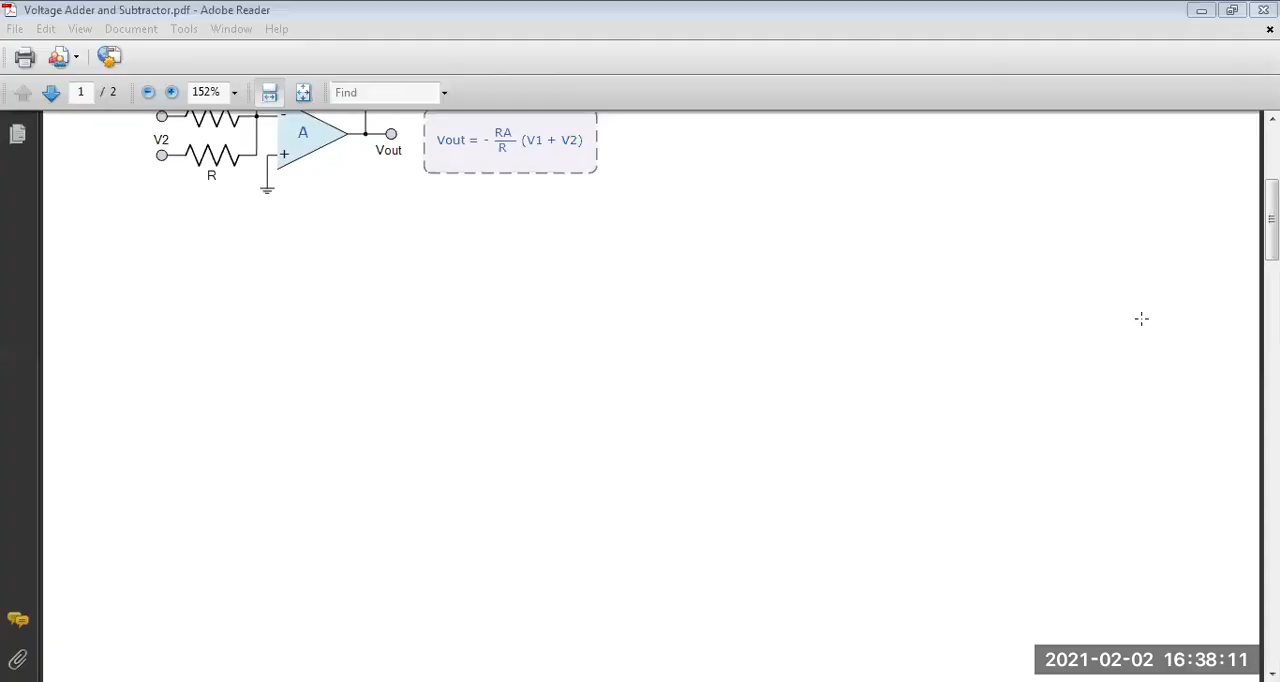 Voltage Adder and Subtractor.pdf - Adobe Reader
File Edit View Document Tools Window Help
1 / 2 152% Find
V2
R
-
+
A
Vout
Vout = - RA/R (V1 + V2)
2021-02-02 16:38:11